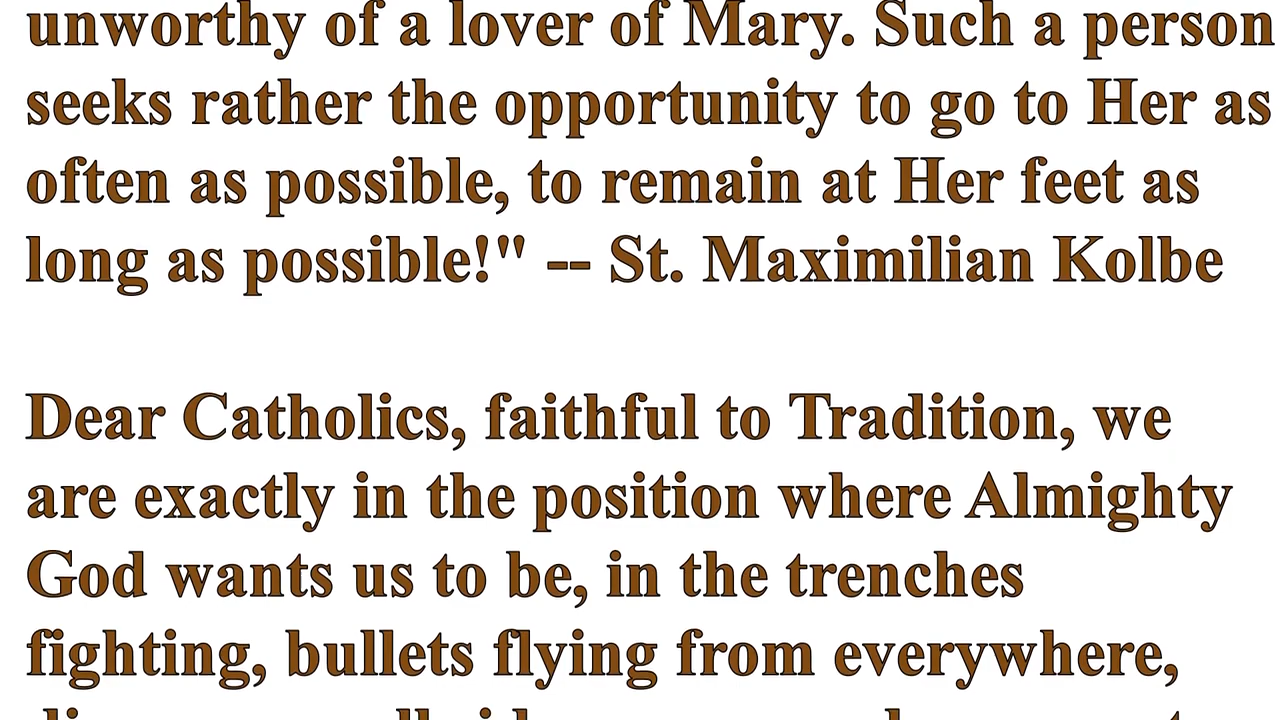 unworthy of a lover of Mary. Such a person
seeks rather the opportunity to go to Her as
often as possible, to remain at Her feet as
long as possible!" -- St. Maximilian Kolbe
Dear Catholics, faithful to Tradition, we
are exactly in the position where Almighty
God wants us to be, in the trenches
fighting, bullets flying from everywhere,